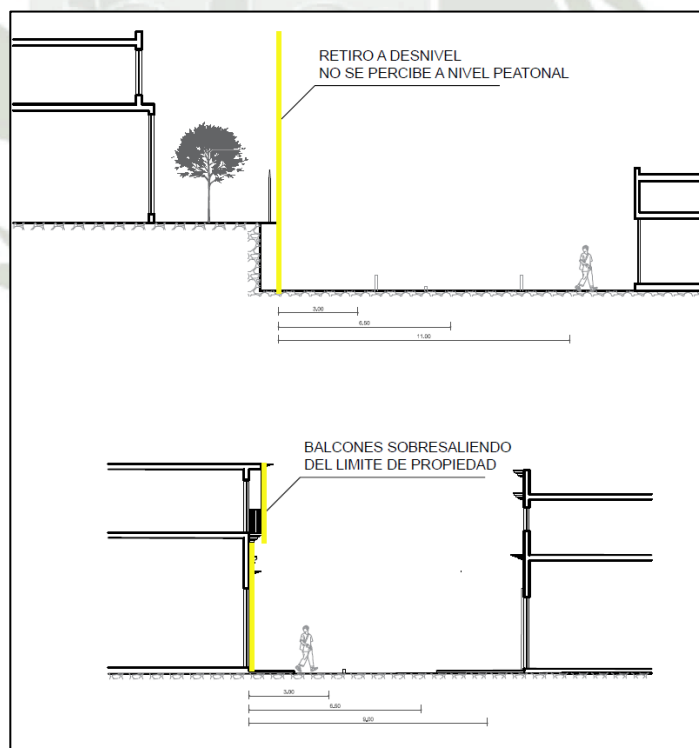 RETIRO A DESNIVEL
NO SE PERCIBE A NIVEL PEATONAL
3.00
6.50
11.00
BALCONES SOBRESALIENDO
DEL LIMITE DE PROPIEDAD
3.00
6.50
9.00